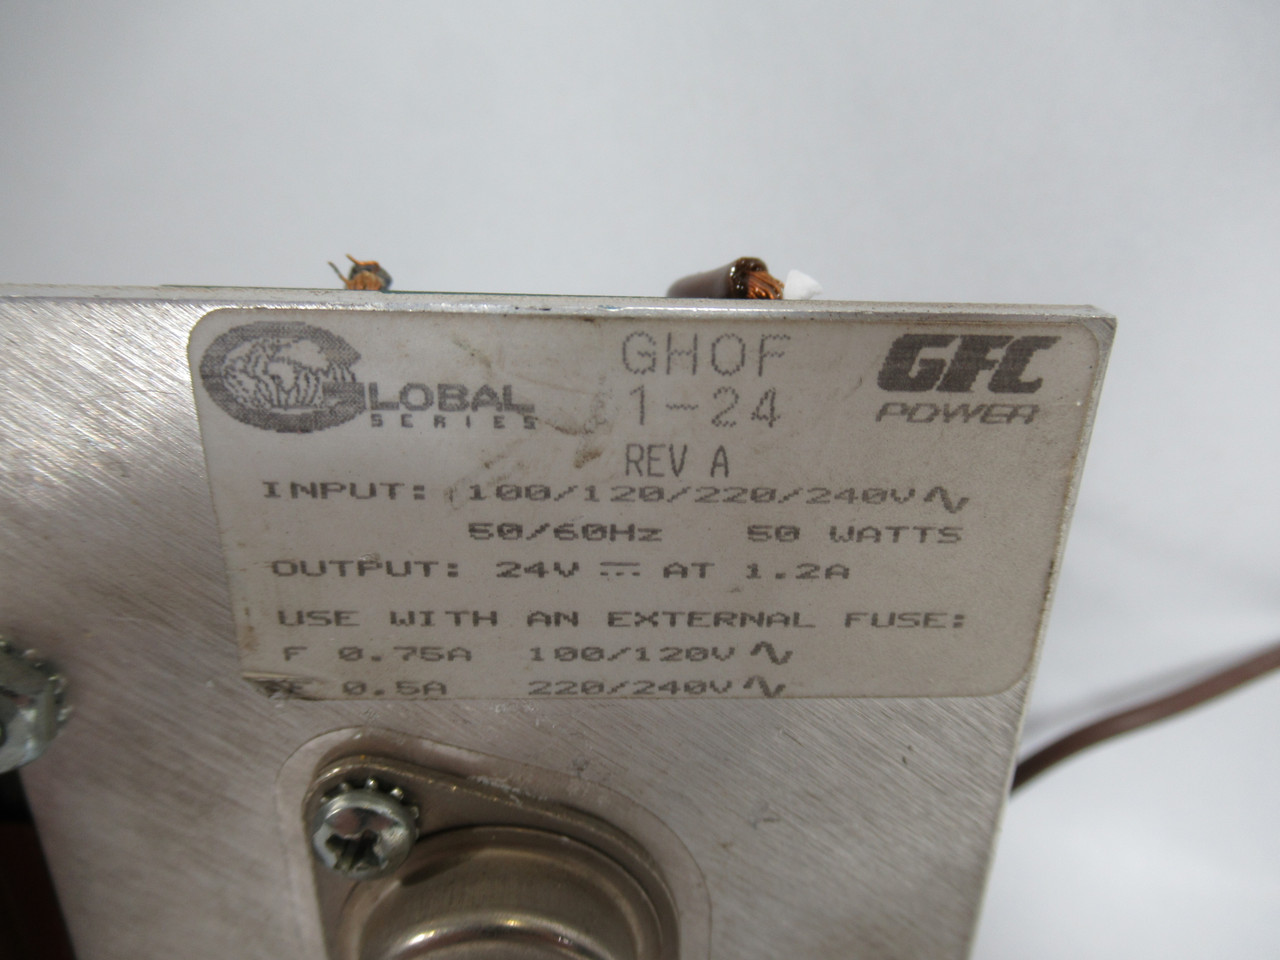 GLOBAL
SERIES
GHOF
1-24
REV A
GFC
POWER
INPUT: 100/120/220/240V∿
50/60Hz 50 WATTS
OUTPUT: 24V ⎓ AT 1.2A
USE WITH AN EXTERNAL FUSE:
F 0.75A 100/120V∿
0.5A 220/240V∿